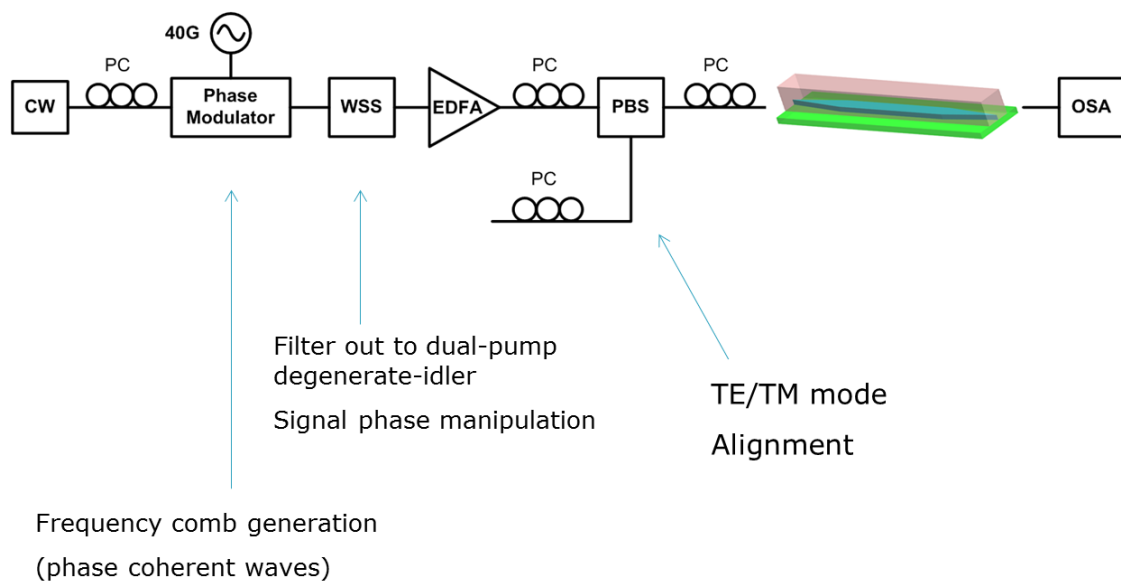 40G
PC
PC
PC
CW
Phase
Modulator
WSS
EDFA
PBS
OSA
PC
Filter out to dual-pump
degenerate-idler
Signal phase manipulation
TE/TM mode
Alignment
Frequency comb generation
(phase coherent waves)